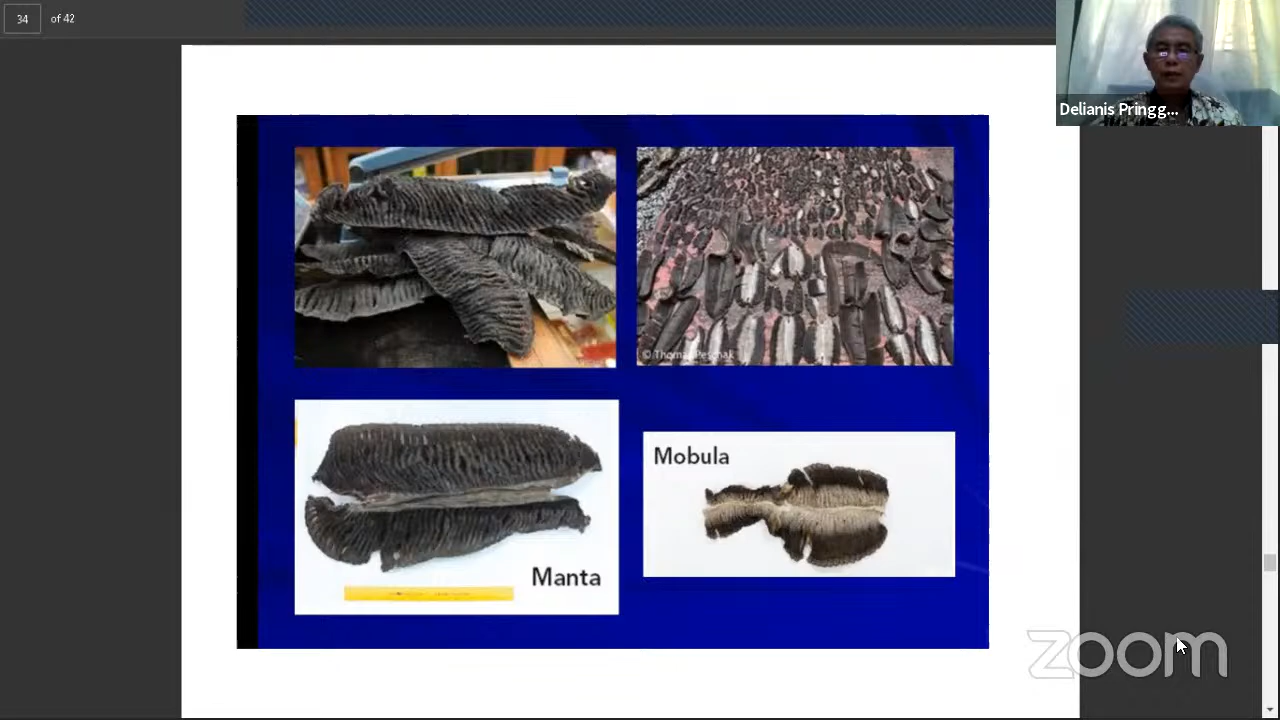 34 of 42
Delianis Pringg...
© Thomas Peschak
Mobula
Manta
zoom